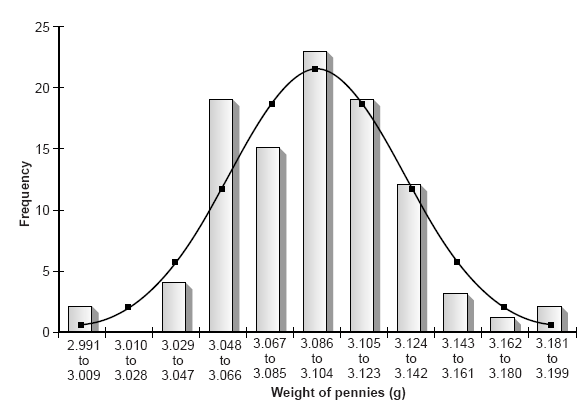 25
20
15
10
5
0
Frequency
2.991 3.010 3.029 3.048 3.067 3.086 3.105 3.124 3.143 3.162 3.181
to to to to to to to to to to to
3.009 3.028 3.047 3.066 3.085 3.104 3.123 3.142 3.161 3.180 3.199
Weight of pennies (g)